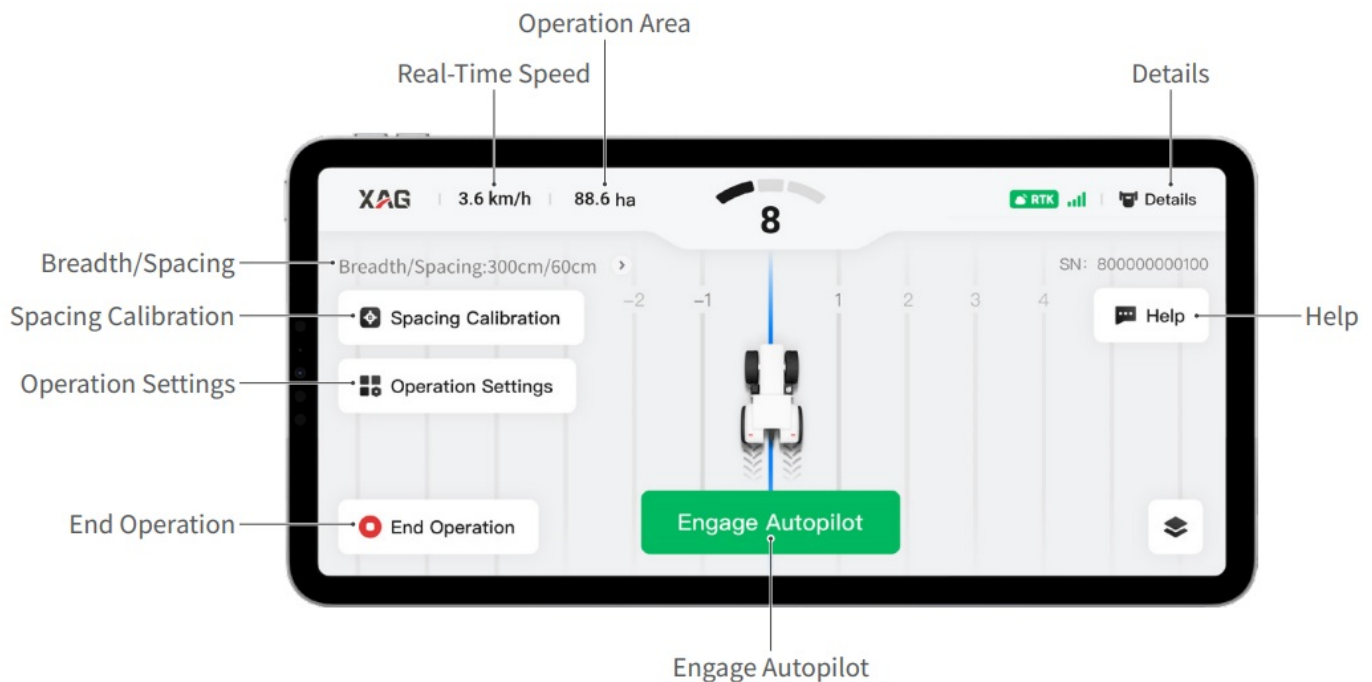 Operation Area
Real-Time Speed
Details
XAG
3.6 km/h
88.6 ha
8
RTK
Details
Breadth/Spacing
Breadth/Spacing:300cm/60cm
SN: 800000000100
-2 -1 1 2 3 4
Spacing Calibration
Spacing Calibration
Help
Help
Operation Settings
Operation Settings
End Operation
End Operation
Engage Autopilot
Engage Autopilot